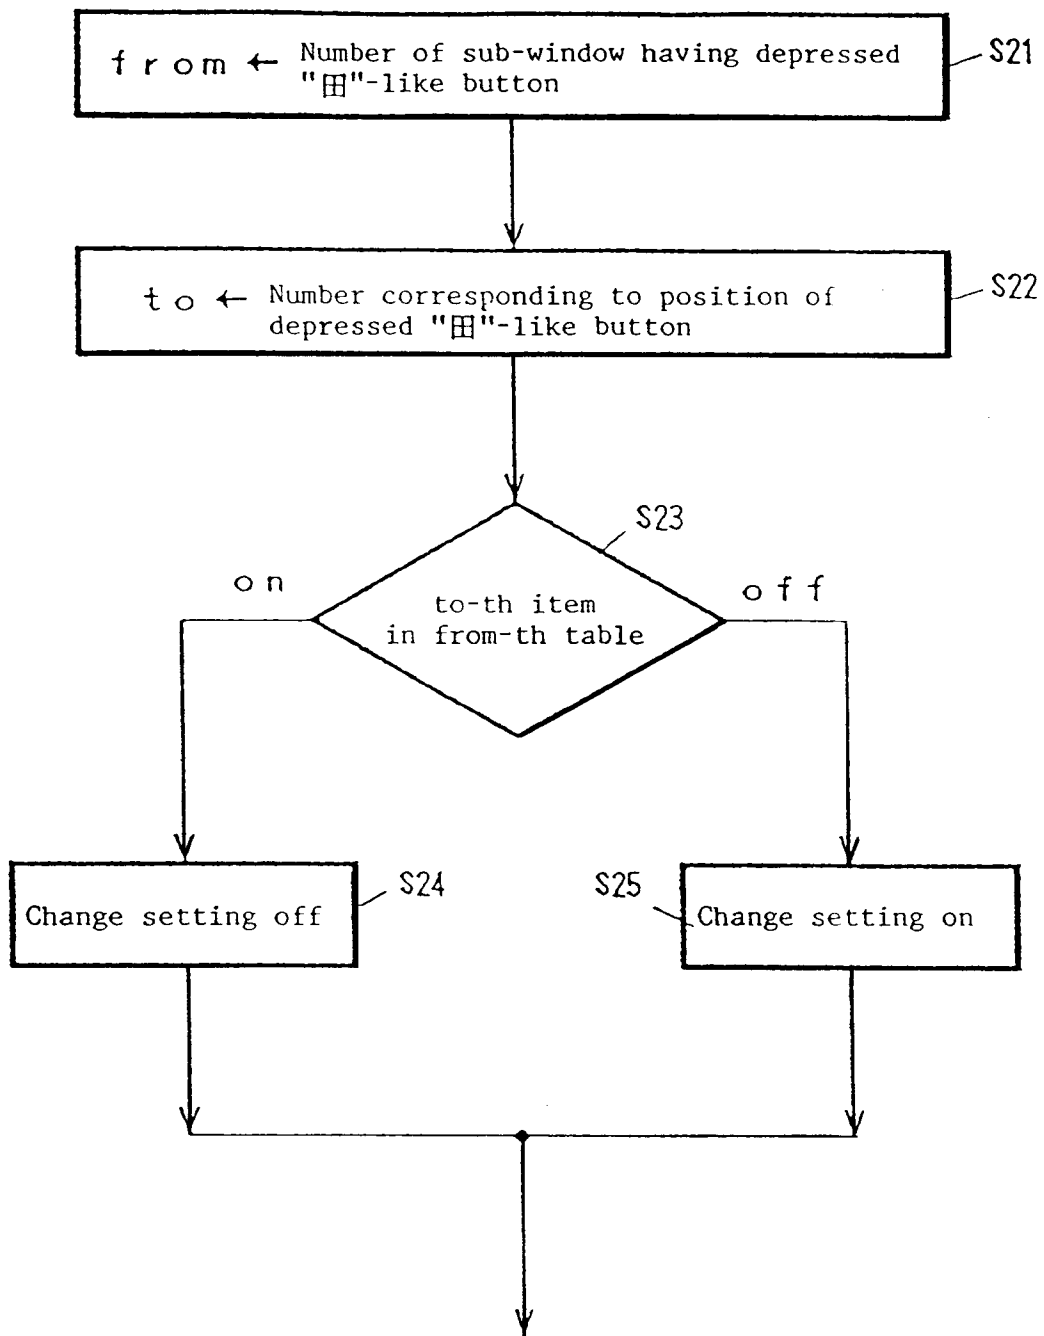 from ← Number of sub-window having depressed
"田"-like button
S21
to ← Number corresponding to position of
depressed "田"-like button
S22
S23
on
off
to-th item
in from-th table
Change setting off
S24
S25
Change setting on